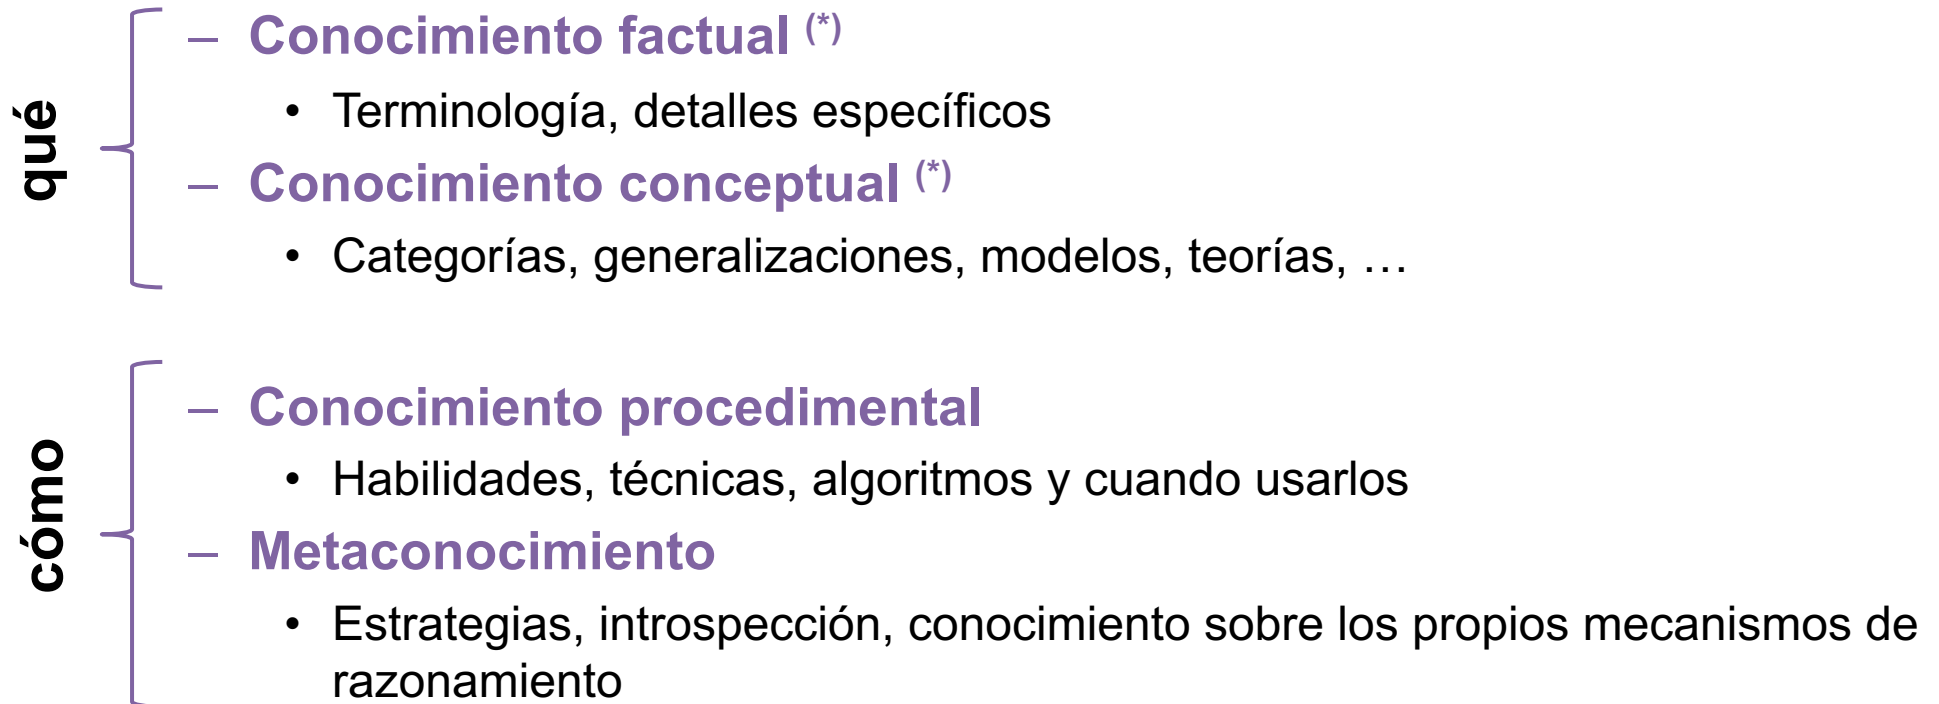 qué
– Conocimiento factual (*)
• Terminología, detalles específicos
– Conocimiento conceptual (*)
• Categorías, generalizaciones, modelos, teorías, …
cómo
– Conocimiento procedimental
• Habilidades, técnicas, algoritmos y cuando usarlos
– Metaconocimiento
• Estrategias, introspección, conocimiento sobre los propios mecanismos de
razonamiento